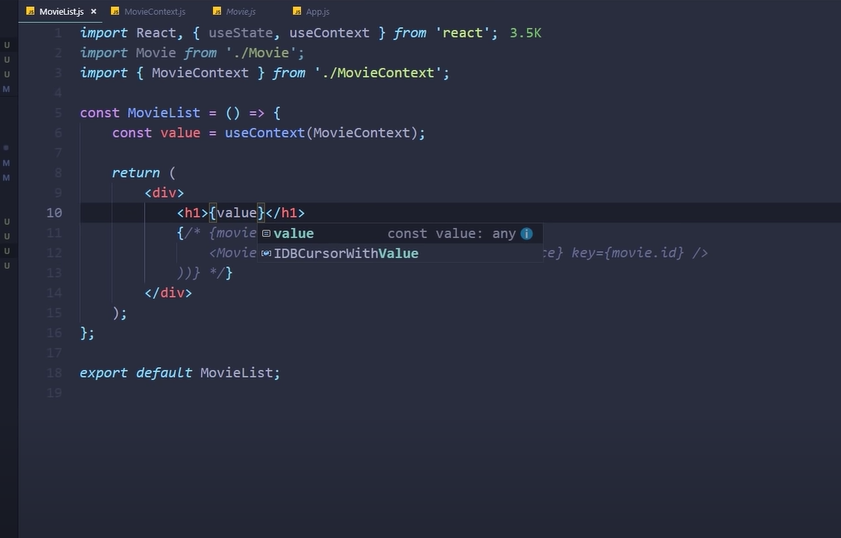 MovieList.js × MovieContext.js Movie.js App.js
1 import React, { useState, useContext } from 'react'; 3.5K
2 import Movie from './Movie';
3 import { MovieContext } from './MovieContext';
4
5 const MovieList = () => {
6 const value = useContext(MovieContext);
7
8 return (
9 <div>
10 <h1>{value}</h1>
11 {/* {movie
value const value: any
12 <Movie
IDBCursorWithValue
ce} key={movie.id} />
13 ))} */}
14 </div>
15 );
16 };
17
18 export default MovieList;
19
U
U
U
M
M
M
U
U
U
U